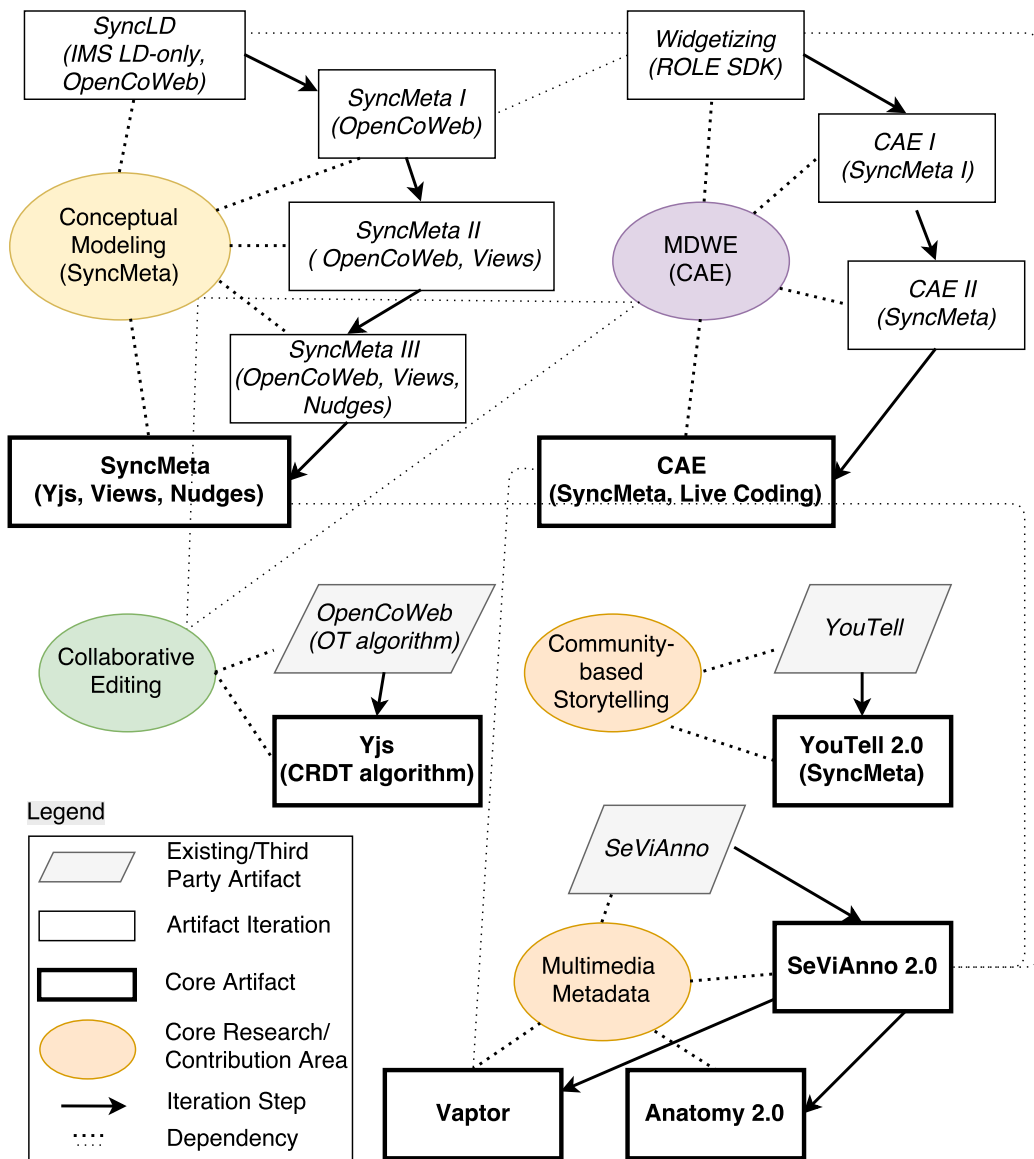 SyncLD
(IMS LD-only,
OpenCoWeb)
Widgetizing
(ROLE SDK)
SyncMeta I
(OpenCoWeb)
CAE I
(SyncMeta I)
Conceptual
Modeling
(SyncMeta)
SyncMeta II
( OpenCoWeb, Views)
MDWE
(CAE)
CAE II
(SyncMeta)
SyncMeta III
(OpenCoWeb, Views,
Nudges)
SyncMeta
(Yjs, Views, Nudges)
CAE
(SyncMeta, Live Coding)
Collaborative
Editing
OpenCoWeb
(OT algorithm)
Yjs
(CRDT algorithm)
Community-
based
Storytelling
YouTell
YouTell 2.0
(SyncMeta)
SeViAnno
Multimedia
Metadata
SeViAnno 2.0
Vaptor
Anatomy 2.0
Legend
Existing/Third
Party Artifact
Artifact Iteration
Core Artifact
Core Research/
Contribution Area
Iteration Step
Dependency